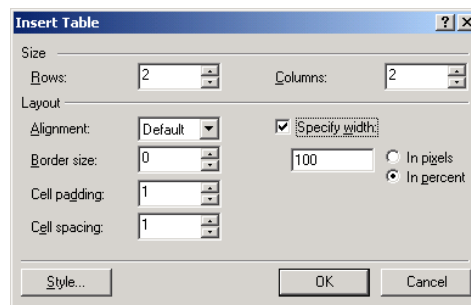 Insert Table
Size
Rows: 2 Columns: 2
Layout
Alignment: Default Specify width:
Border size: 0 100 In pixels
Cell padding: 1 In percent
Cell spacing: 1
Style... OK Cancel